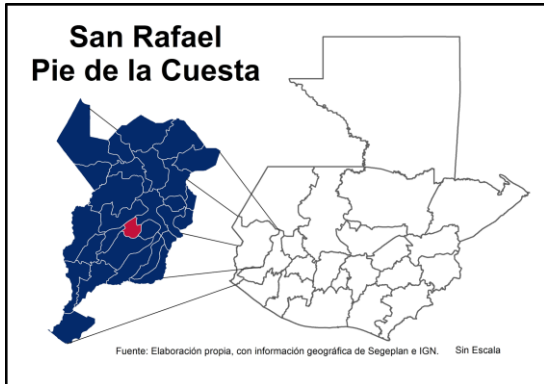 San Rafael
Pie de la Cuesta
Fuente: Elaboración propia, con información geográfica de Segeplan e IGN. Sin Escala